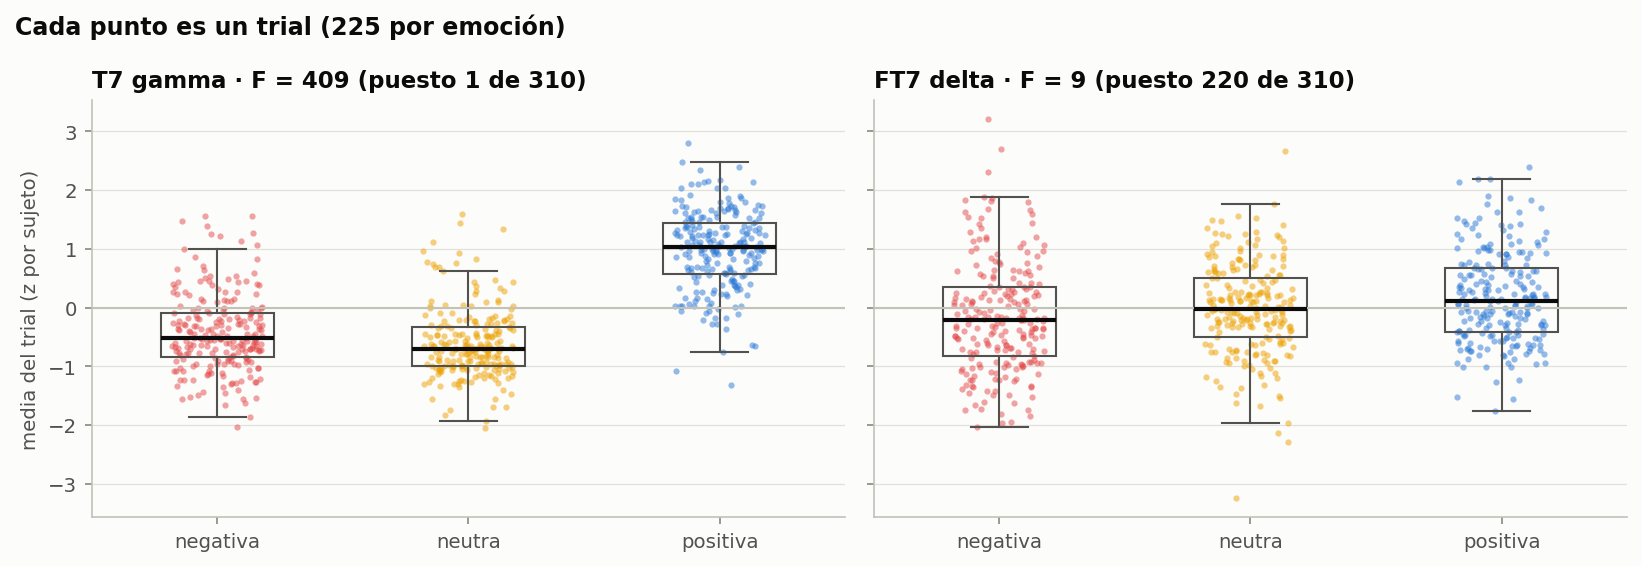 Cada punto es un trial (225 por emoción)
T7 gamma · F = 409 (puesto 1 de 310)
FT7 delta · F = 9 (puesto 220 de 310)
media del trial (z por sujeto)
3
2
1
0
−1
−2
−3
negativa
neutra
positiva
negativa
neutra
positiva